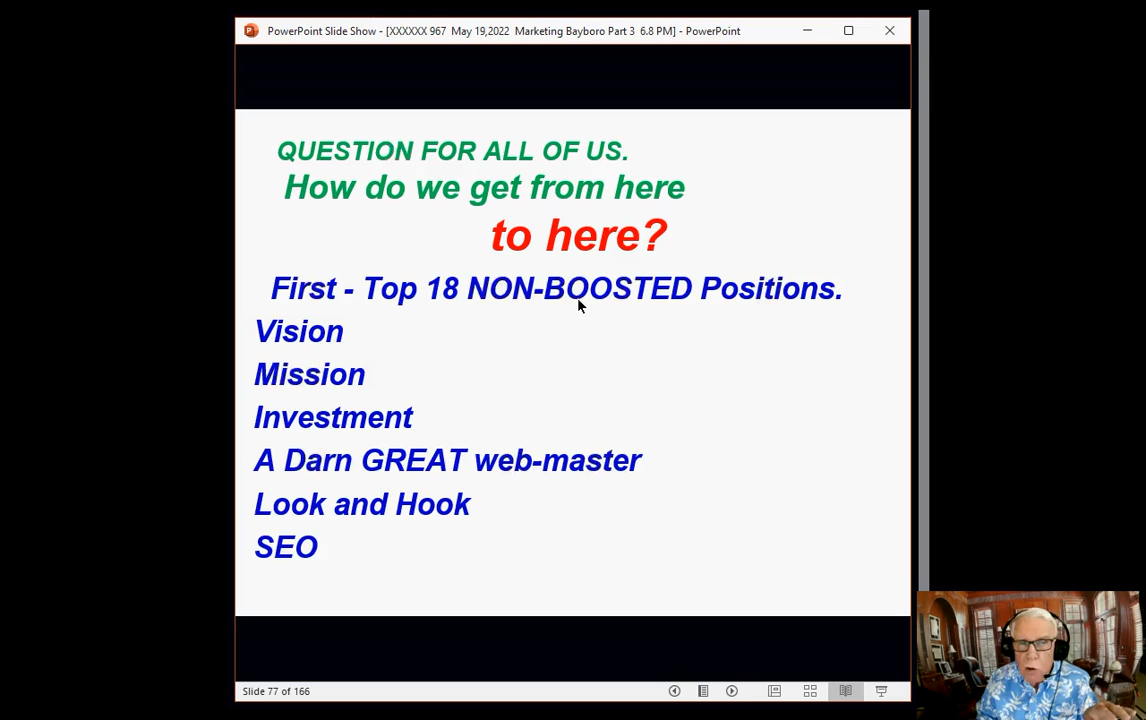 PowerPoint Slide Show - [XXXXXX 967 May 19,2022 Marketing Bayboro Part 3 6.8 PM] - PowerPoint
QUESTION FOR ALL OF US.
How do we get from here
to here?
First - Top 18 NON-BOOSTED Positions.
Vision
Mission
Investment
A Darn GREAT web-master
Look and Hook
SEO
Slide 77 of 166